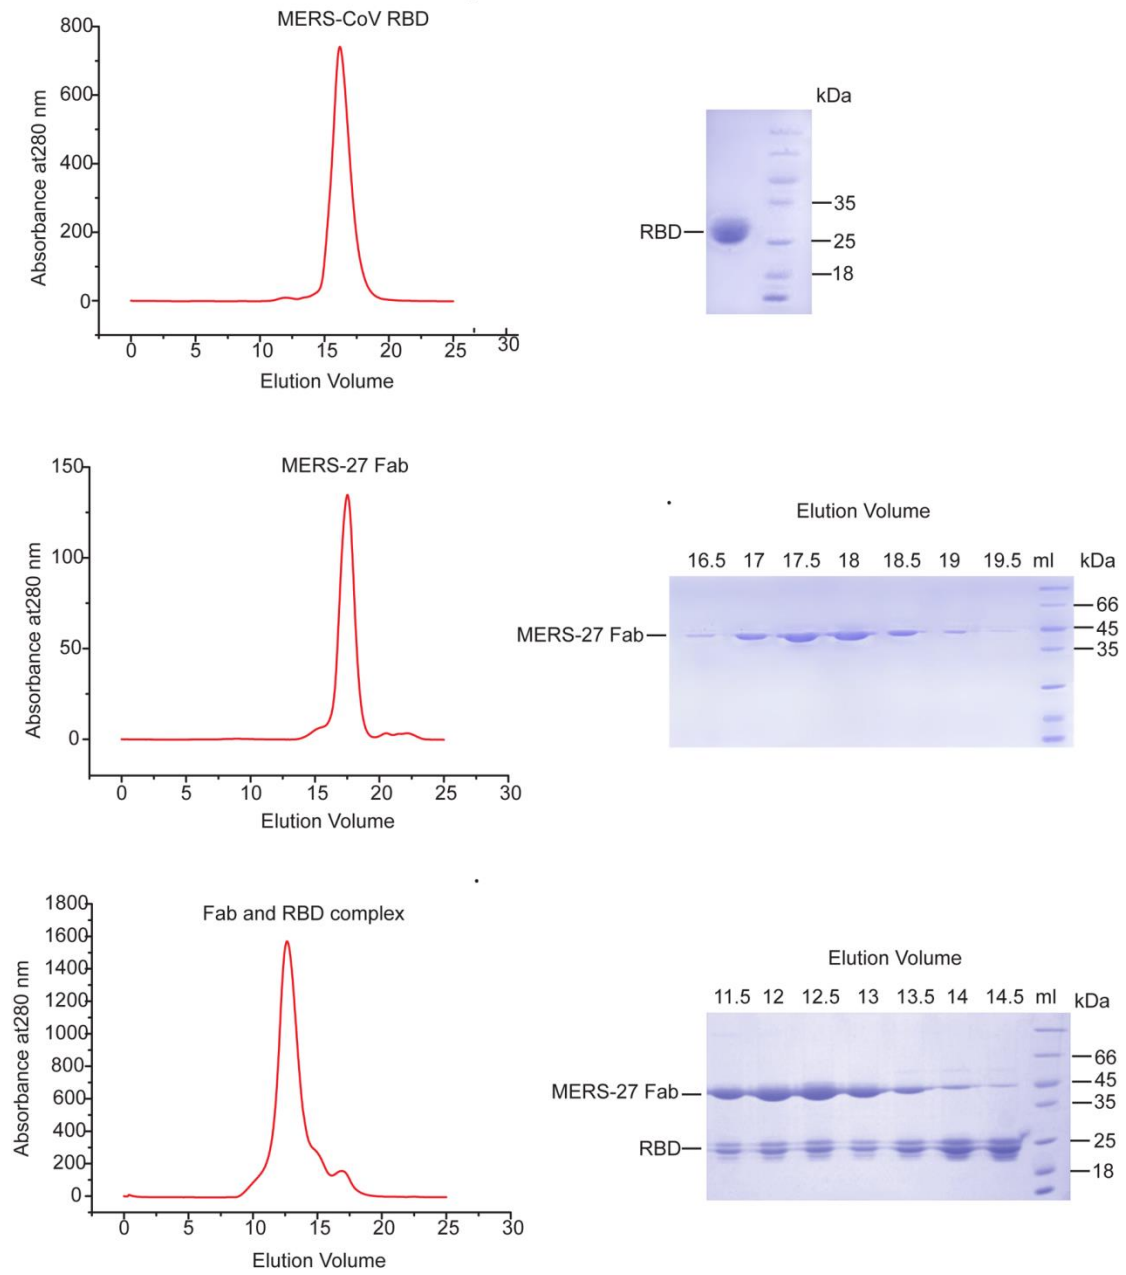 MERS-CoV RBD
800
600
400
200
0
Absorbance at280 nm
0 5 10 15 20 25 30
Elution Volume
kDa
35
RBD
25
18
MERS-27 Fab
150
100
50
0
Absorbance at280 nm
0 5 10 15 20 25 30
Elution Volume
Elution Volume
16.5 17 17.5 18 18.5 19 19.5 ml kDa
66
45
MERS-27 Fab
35
Fab and RBD complex
1800
1600
1400
1200
1000
800
600
400
200
0
Absorbance at280 nm
0 5 10 15 20 25 30
Elution Volume
Elution Volume
11.5 12 12.5 13 13.5 14 14.5 ml kDa
66
45
MERS-27 Fab
35
25
RBD
18